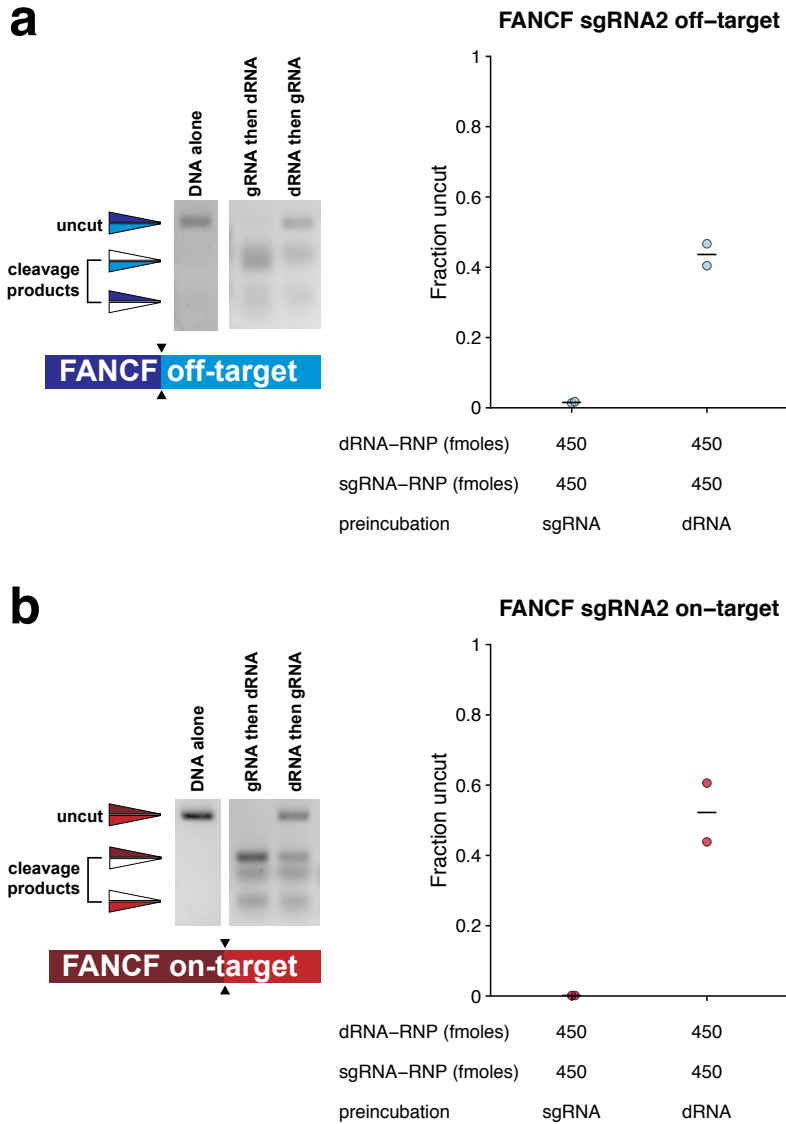 a
FANCF sgRNA2 off–target
DNA alone
gRNA then dRNA
dRNA then gRNA
uncut
cleavage
products
FANCF off-target
Fraction uncut
1
0.8
0.6
0.4
0.2
0
dRNA–RNP (fmoles) 450 450
sgRNA–RNP (fmoles) 450 450
preincubation sgRNA dRNA
b
FANCF sgRNA2 on–target
DNA alone
gRNA then dRNA
dRNA then gRNA
uncut
cleavage
products
FANCF on-target
Fraction uncut
1
0.8
0.6
0.4
0.2
0
dRNA–RNP (fmoles) 450 450
sgRNA–RNP (fmoles) 450 450
preincubation sgRNA dRNA